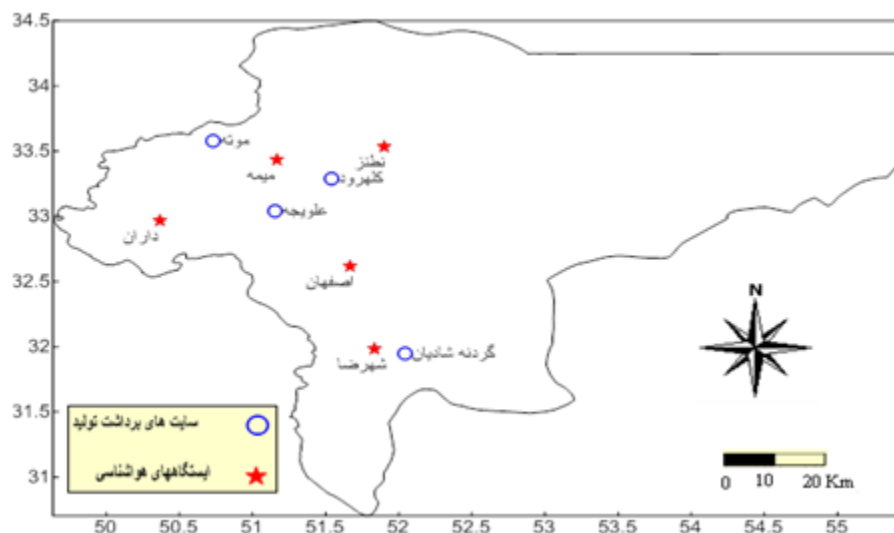 34.5
34
33.5
33
32.5
32
31.5
31
موته
میمه
نطنز
کلهرود
علویجه
داران
اصفهان
شهرضا
گردنه شادیان
N
سایت های برداشت تولید
ایستگاههای هواشناسی
0 10 20 Km
50 50.5 51 51.5 52 52.5 53 53.5 54 54.5 55